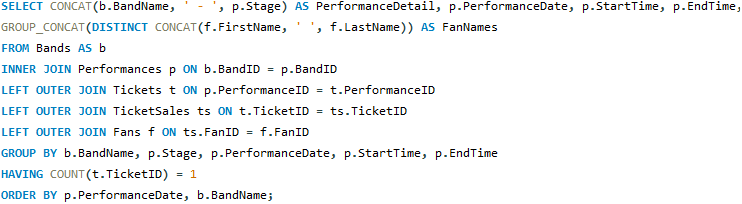 SELECT CONCAT(b.BandName, ' - ', p.Stage) AS PerformanceDetail, p.PerformanceDate, p.StartTime, p.EndTime,
GROUP_CONCAT(DISTINCT CONCAT(f.FirstName, ' ', f.LastName)) AS FanNames
FROM Bands AS b
INNER JOIN Performances p ON b.BandID = p.BandID
LEFT OUTER JOIN Tickets t ON p.PerformanceID = t.PerformanceID
LEFT OUTER JOIN TicketSales ts ON t.TicketID = ts.TicketID
LEFT OUTER JOIN Fans f ON ts.FanID = f.FanID
GROUP BY b.BandName, p.Stage, p.PerformanceDate, p.StartTime, p.EndTime
HAVING COUNT(t.TicketID) = 1
ORDER BY p.PerformanceDate, b.BandName;